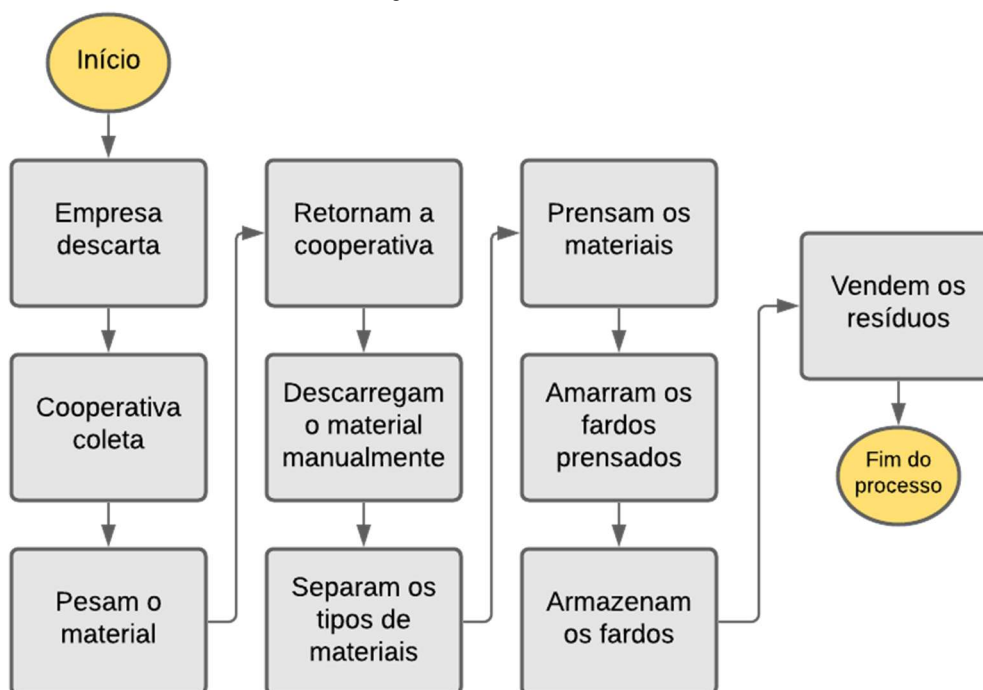 Início
Empresa
descarta
Cooperativa
coleta
Pesam o
material
Retornam a
cooperativa
Descarregam
o material
manualmente
Separam os
tipos de
materiais
Prensam os
materiais
Amarram os
fardos
prensados
Armazenam
os fardos
Vendem os
resíduos
Fim do
processo